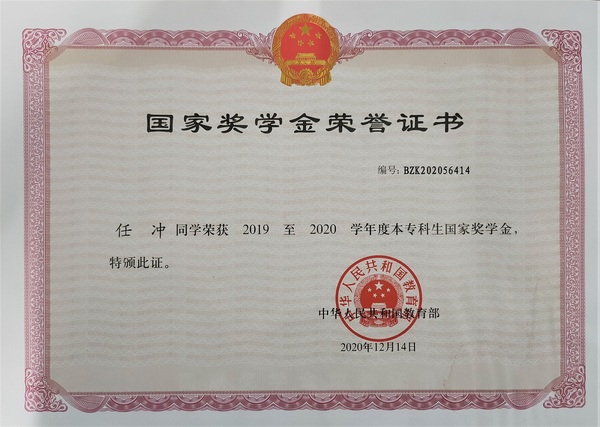 国家奖学金荣誉证书
编号：BZK202056414
任 冲 同学荣获 2019 至 2020 学年度本专科生国家奖学金，
特颁此证。
中华人民共和国教育部
中华人民共和国教育部
2020年12月14日